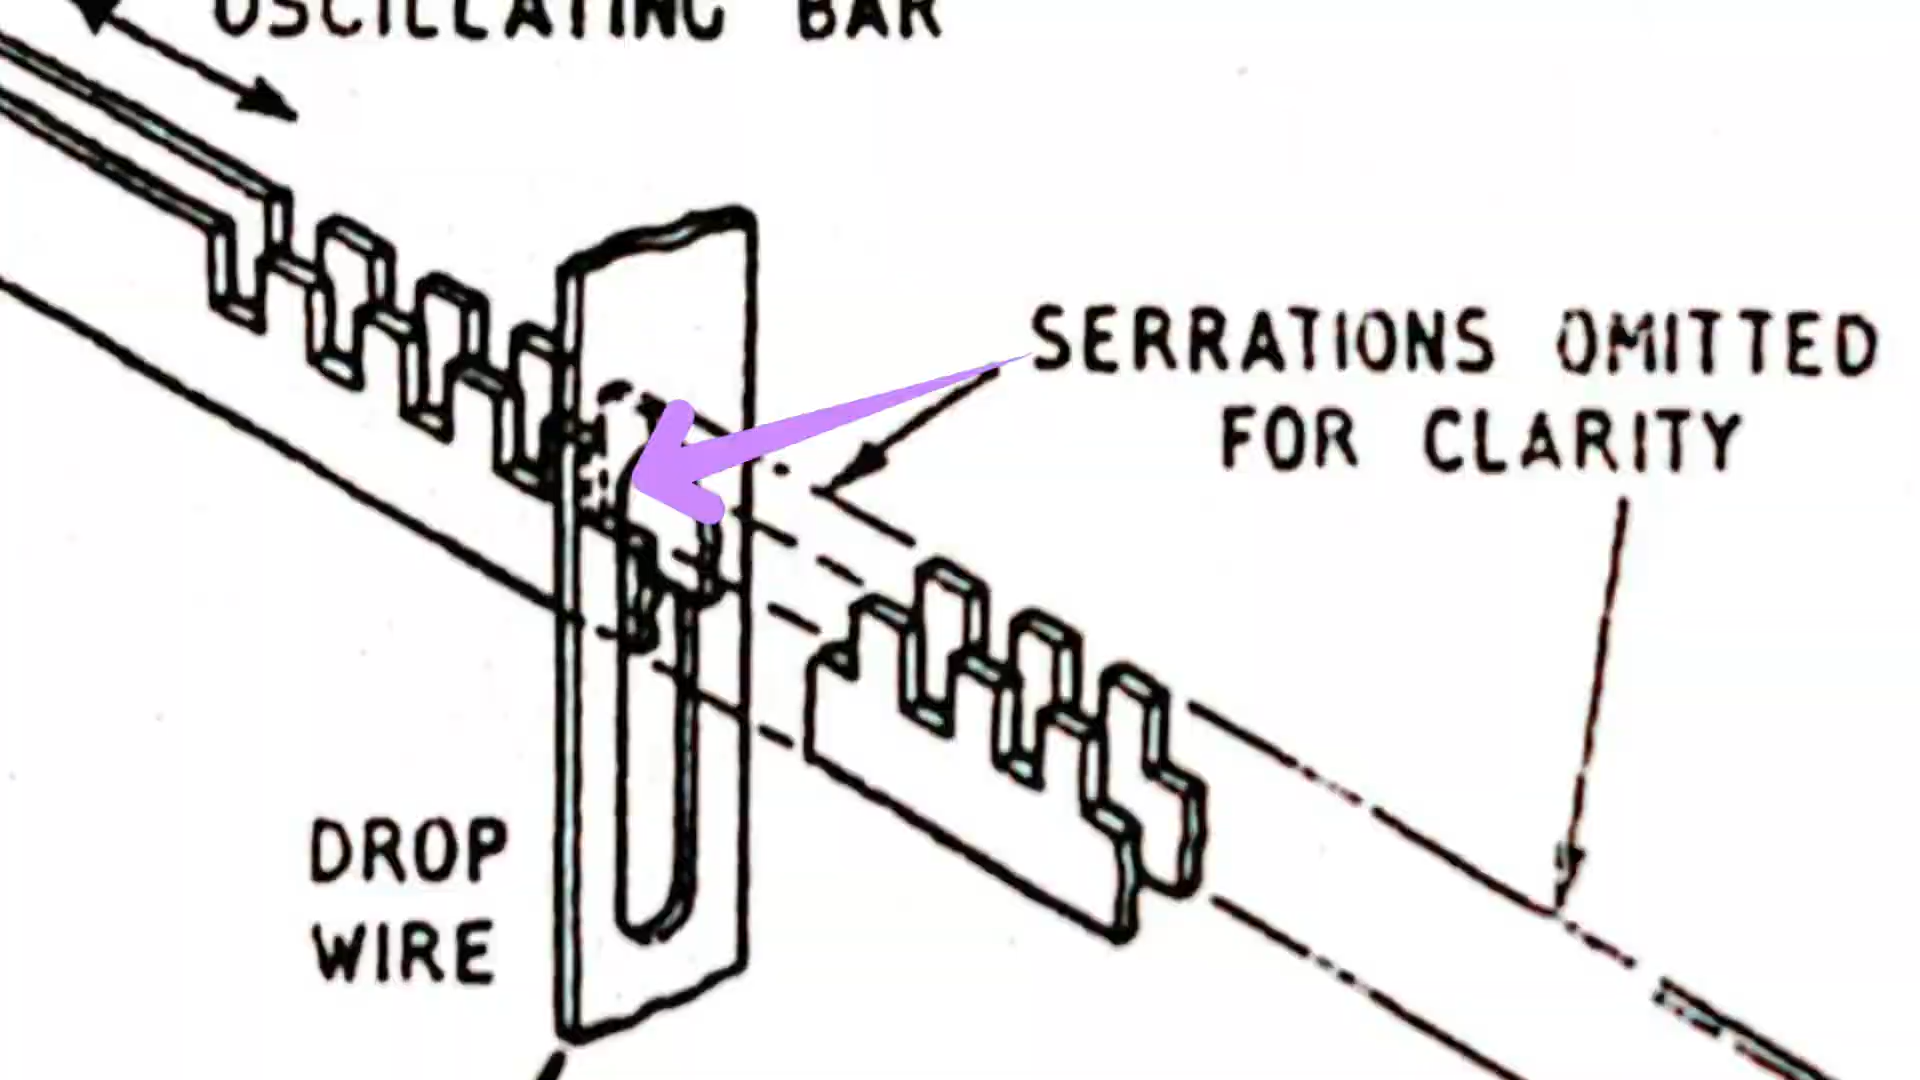 OSCILLATING BAR
SERRATIONS OMITTED
FOR CLARITY
DROP
WIRE